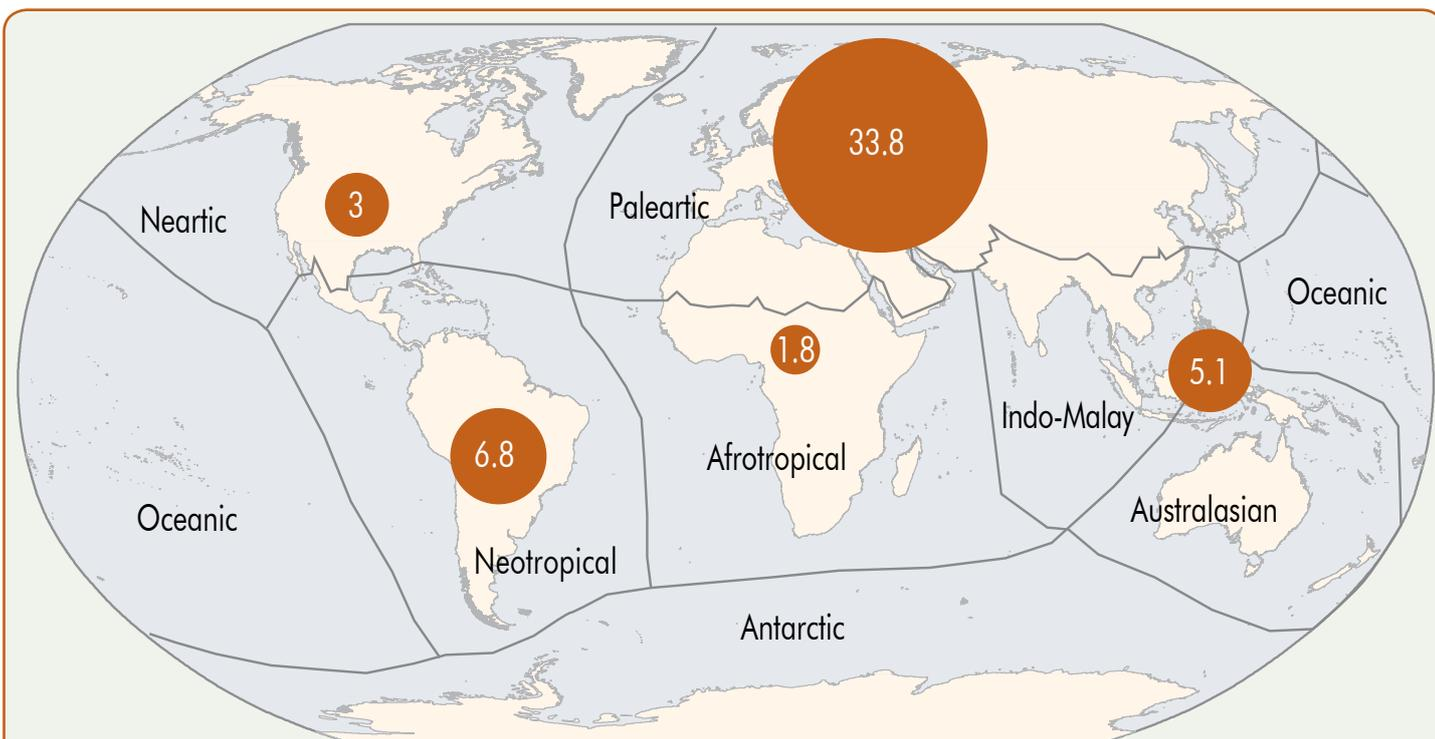 33.8
3
Paleartic
Neartic
Oceanic
1.8
5.1
Indo-Malay
6.8
Afrotropical
Australasian
Oceanic
Neotropical
Antarctic